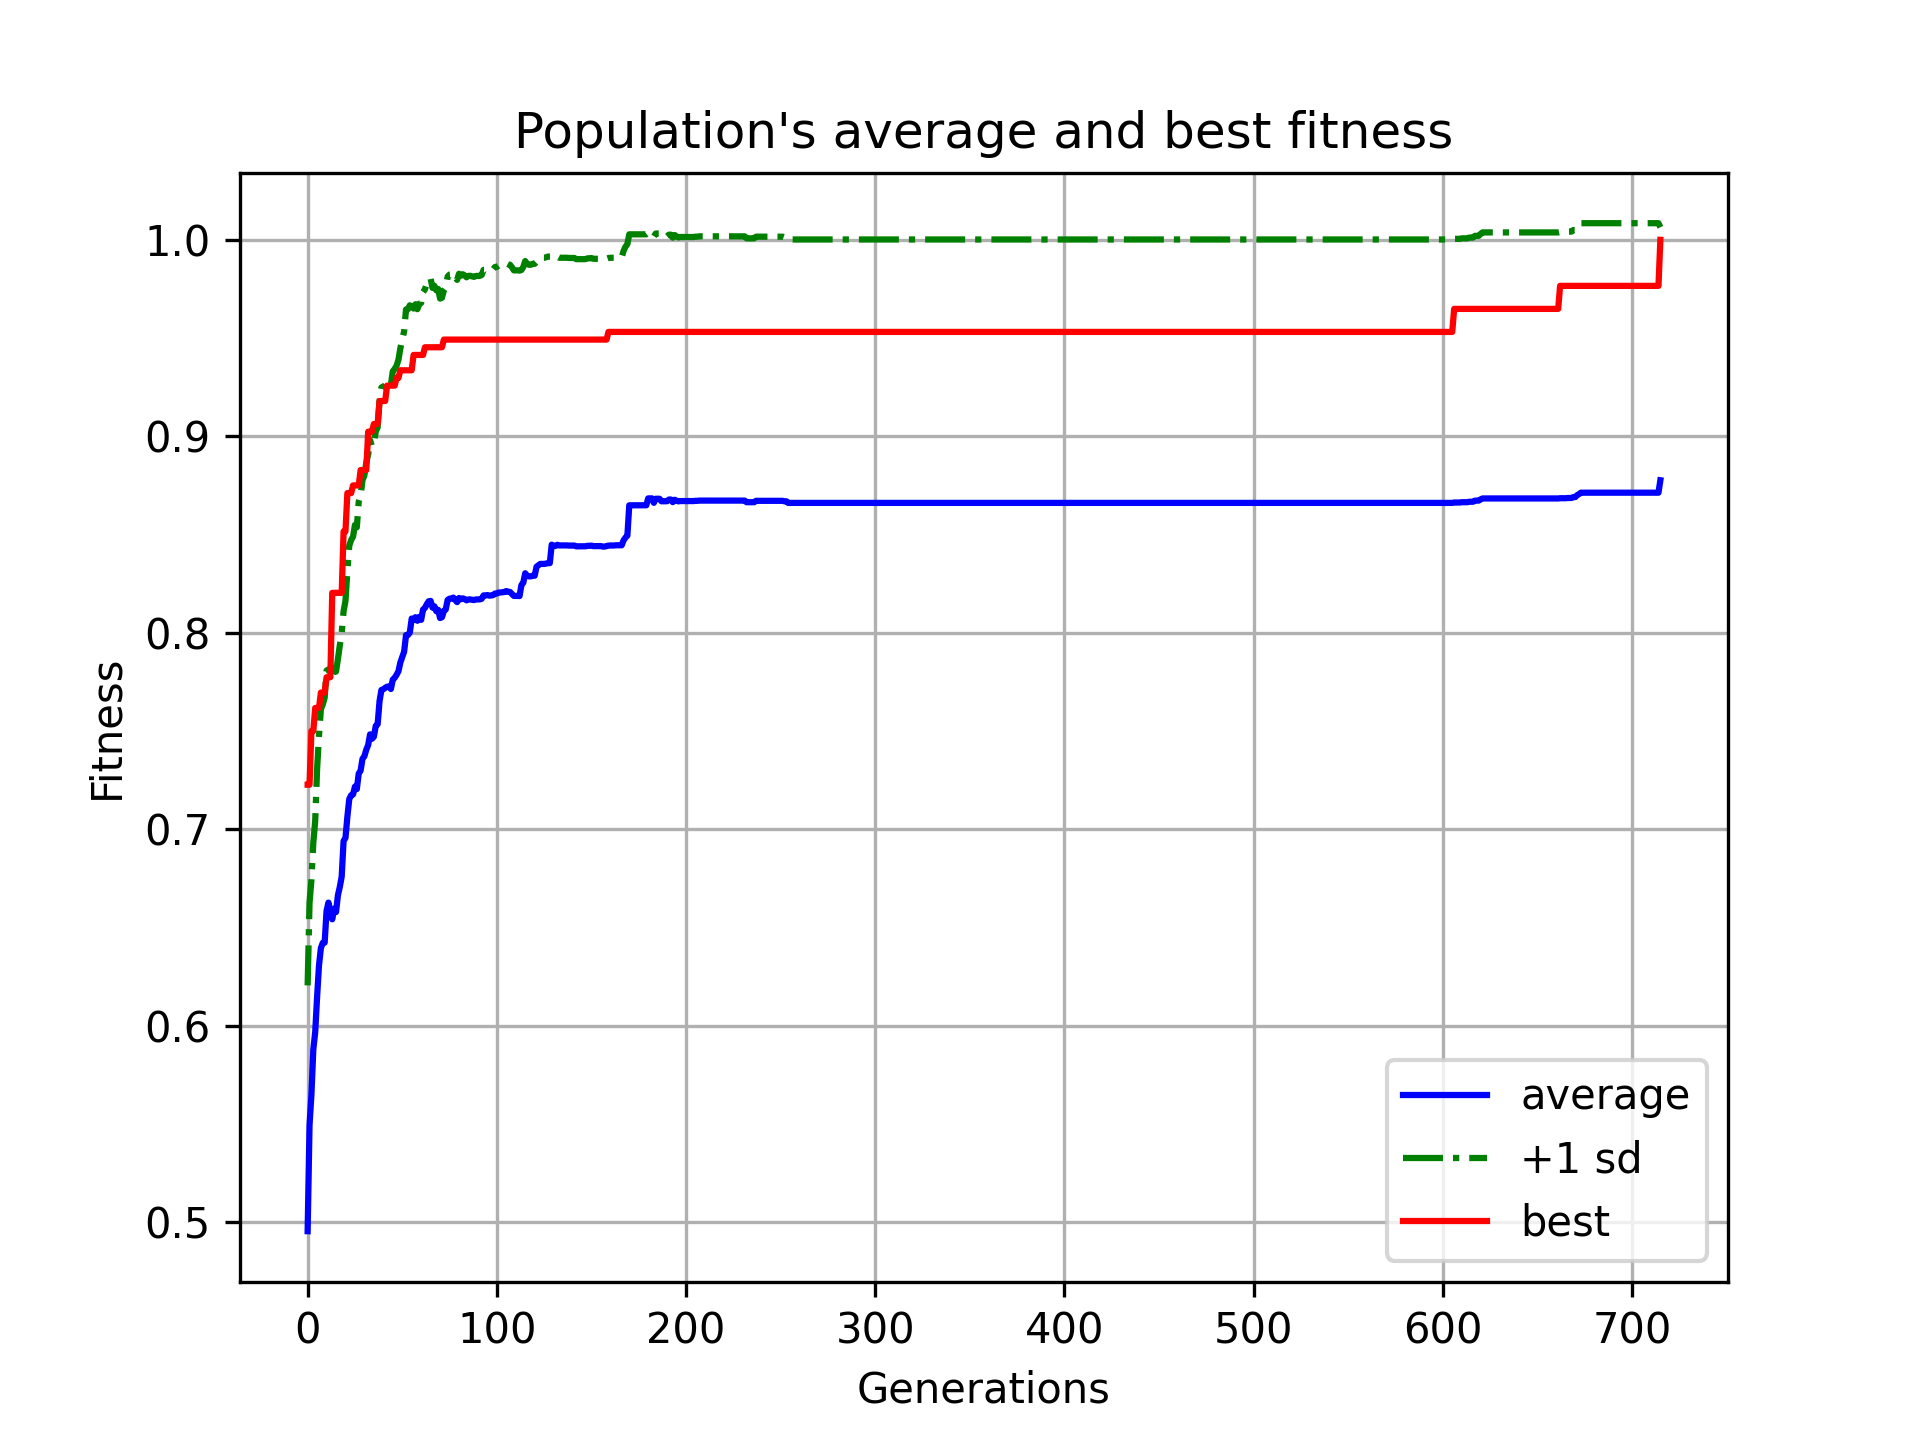 Population's average and best fitness
1.0
0.9
0.8
0.7
0.6
0.5
Fitness
0 100 200 300 400 500 600 700
Generations
average
+1 sd
best